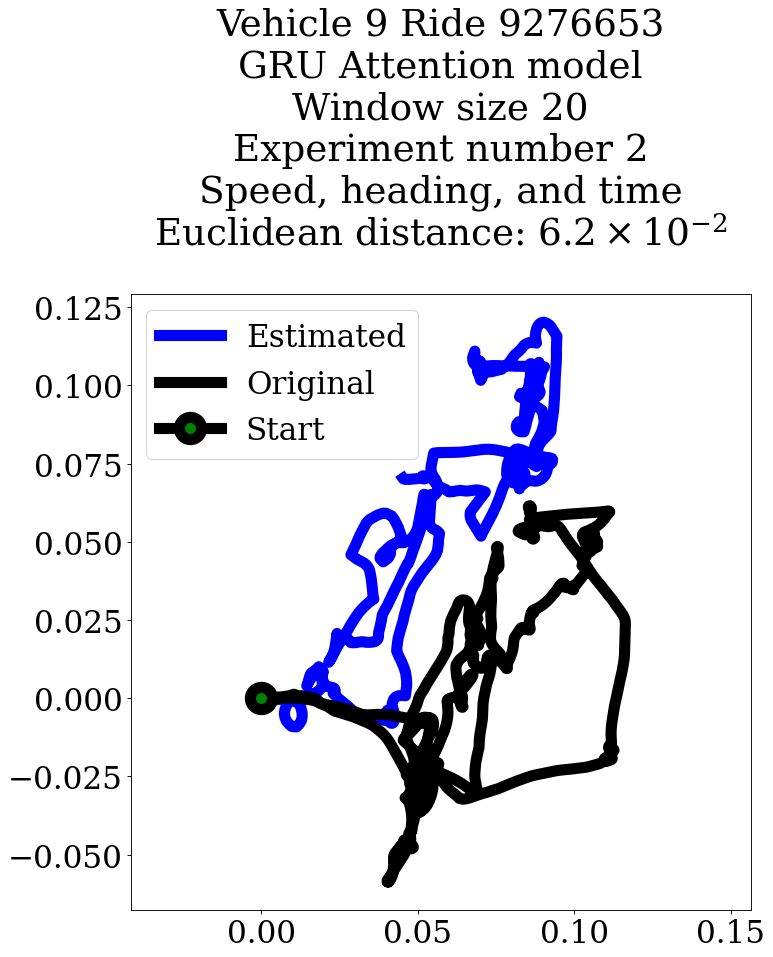 Vehicle 9 Ride 9276653
GRU Attention model
Window size 20
Experiment number 2
Speed, heading, and time
Euclidean distance: 6.2 × 10⁻²
0.125
0.100
0.075
0.050
0.025
0.000
−0.025
−0.050
Estimated
Original
Start
0.00 0.05 0.10 0.15